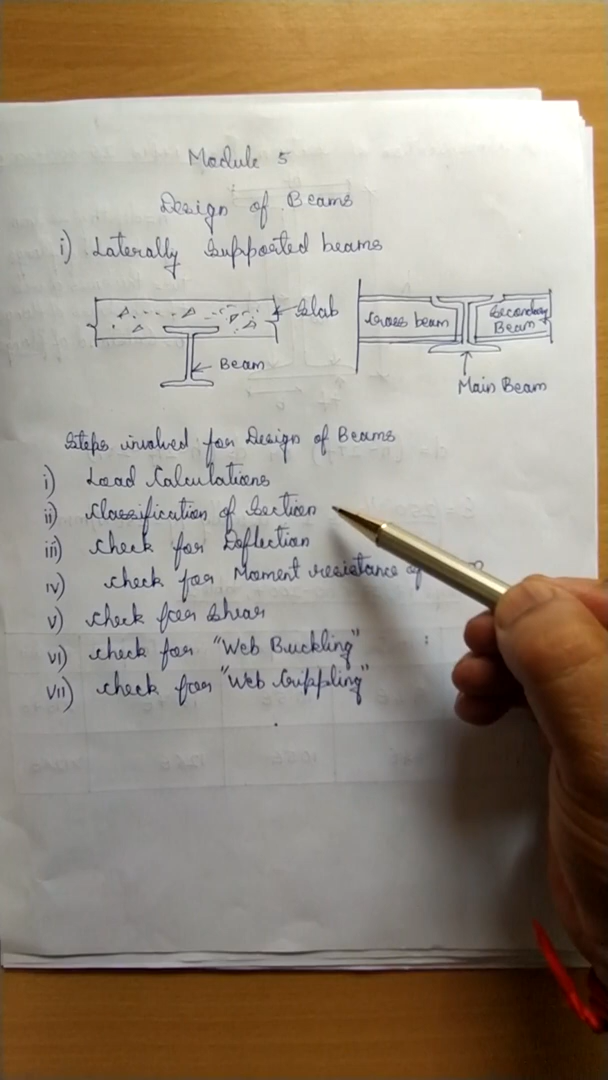 Module 5
Design of Beams
i) Laterally supported beams
Slab
Beam
Cross beam
Secondary
Beam
Main Beam
Steps involved for Design of Beams
i) Load Calculations
ii) Classification of Section
iii) Check for Deflection
iv) check for Moment resistance of
v) check for shear
vi) check for "Web Buckling"
vii) check for "Web Crippling"